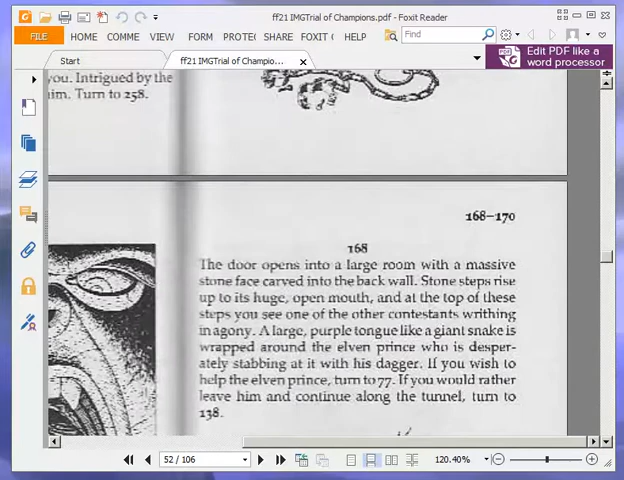 ff21 IMGTrial of Champions.pdf - Foxit Reader
FILE HOME COMME VIEW FORM PROTEC SHARE FOXIT C HELP Find
Edit PDF like a
word processor
Start ff21 IMGTrial of Champio...
you. Intrigued by the
him. Turn to 258.
168–170
168
The door opens into a large room with a massive
stone face carved into the back wall. Stone steps rise
up to its huge, open mouth, and at the top of these
steps you see one of the other contestants writhing
in agony. A large, purple tongue like a giant snake is
wrapped around the elven prince who is desper-
ately stabbing at it with his dagger. If you wish to
help the elven prince, turn to 77. If you would rather
leave him and continue along the tunnel, turn to
138.
52 / 106
120.40%